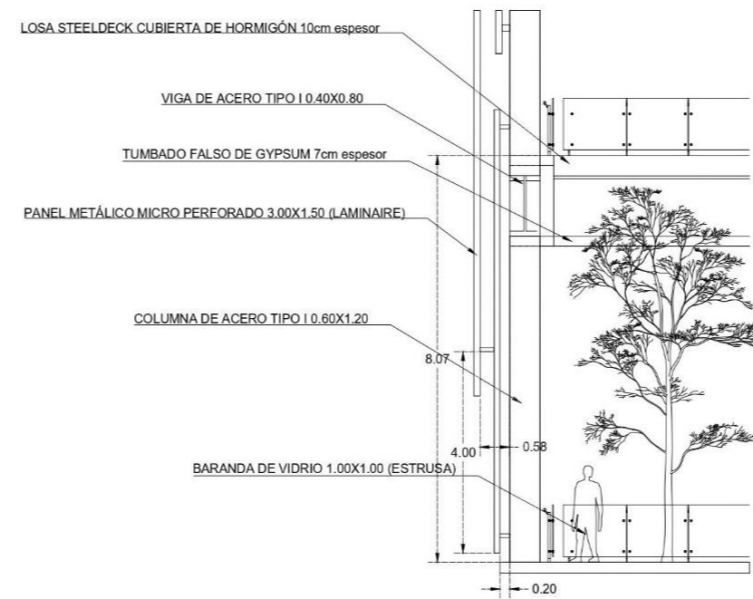 LOSA STEELDECK CUBIERTA DE HORMIGÓN 10cm espesor
VIGA DE ACERO TIPO I 0.40X0.80
TUMBADO FALSO DE GYPSUM 7cm espesor
PANEL METÁLICO MICRO PERFORADO 3.00X1.50 (LAMINAIRE)
COLUMNA DE ACERO TIPO I 0.60X1.20
8.07
4.00
0.58
BARANDA DE VIDRIO 1.00X1.00 (ESTRUSA)
0.20